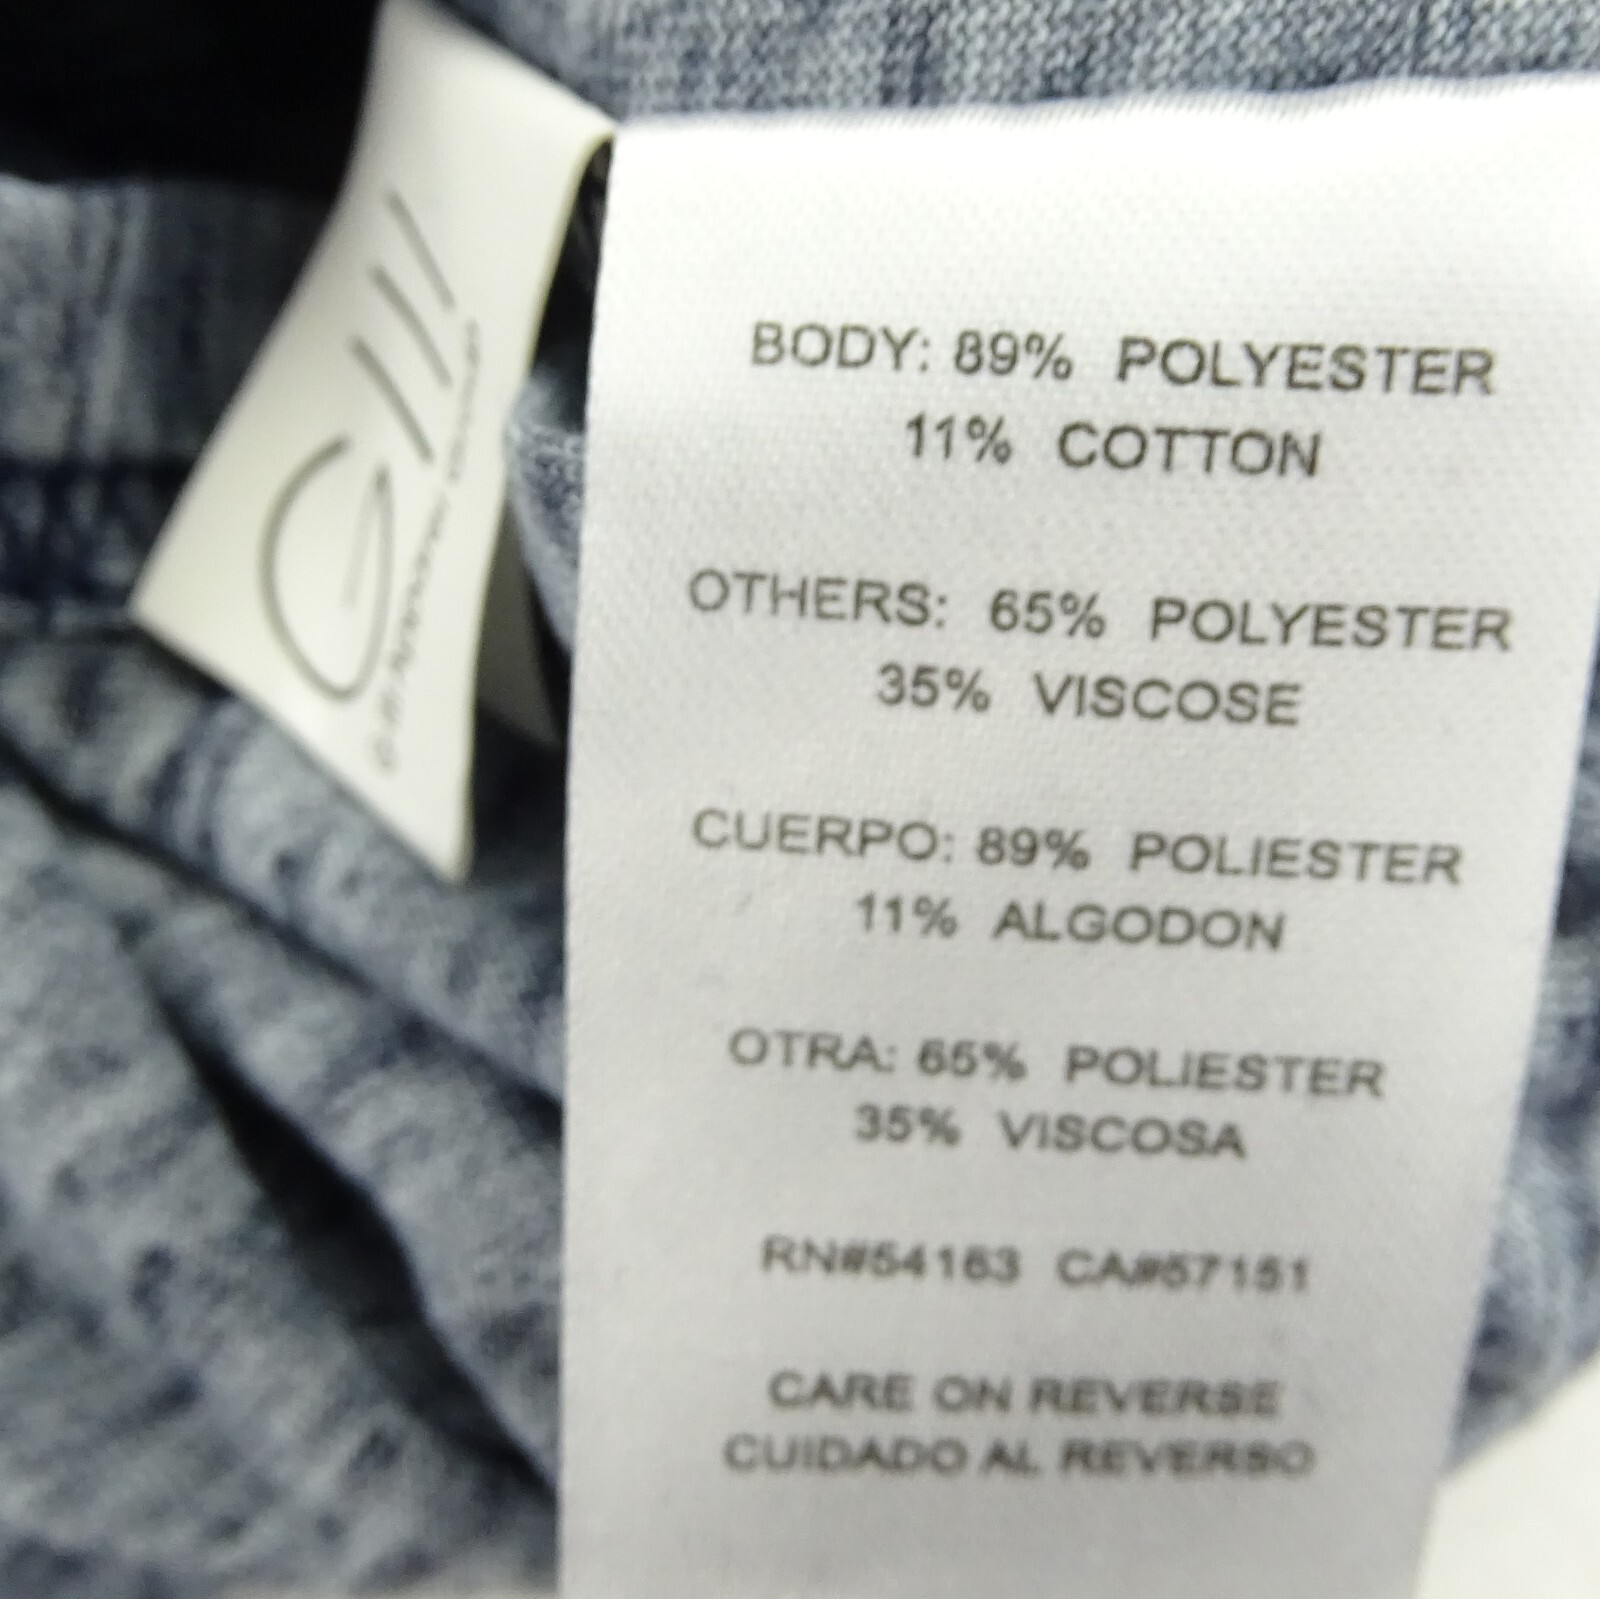 BODY: 89% POLYESTER
11% COTTON
OTHERS: 65% POLYESTER
35% VISCOSE
CUERPO: 89% POLIESTER
11% ALGODON
OTRA: 65% POLIESTER
35% VISCOSA
RN#54163 CA#57151
CARE ON REVERSE
CUIDADO AL REVERSO